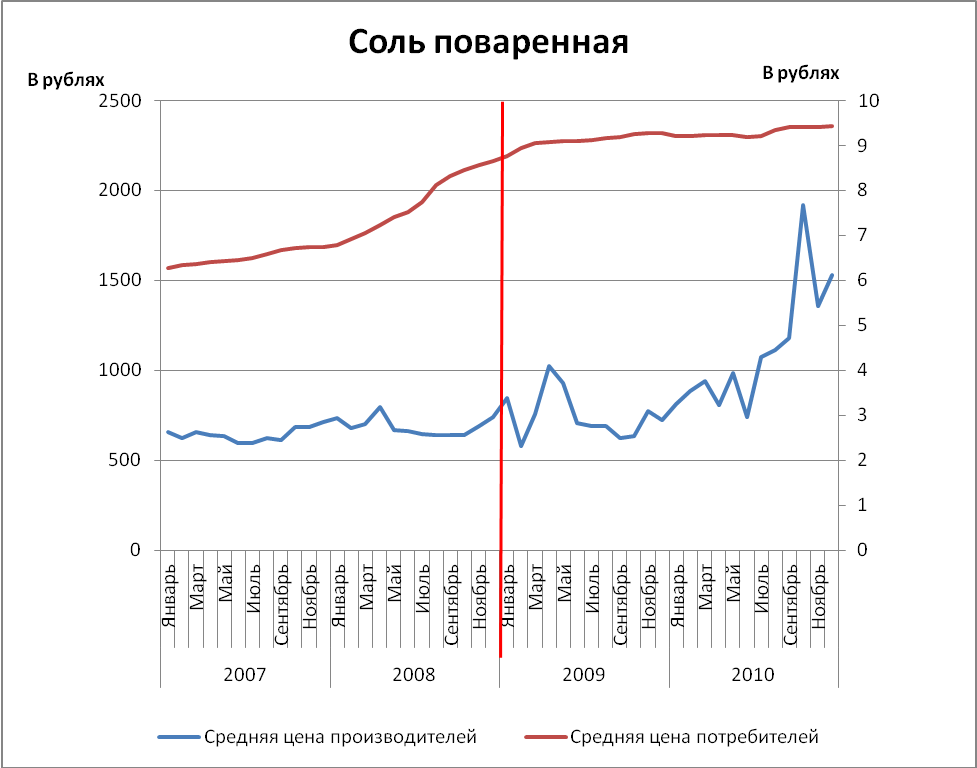 Соль поваренная
В рублях
В рублях
2500
2000
1500
1000
500
0
10
9
8
7
6
5
4
3
2
1
0
Январь Март Май Июль Сентябрь Ноябрь Январь Март Май Июль Сентябрь Ноябрь Январь Март Май Июль Сентябрь Ноябрь Январь Март Май Июль Сентябрь Ноябрь
2007 2008 2009 2010
Средняя цена производителей Средняя цена потребителей